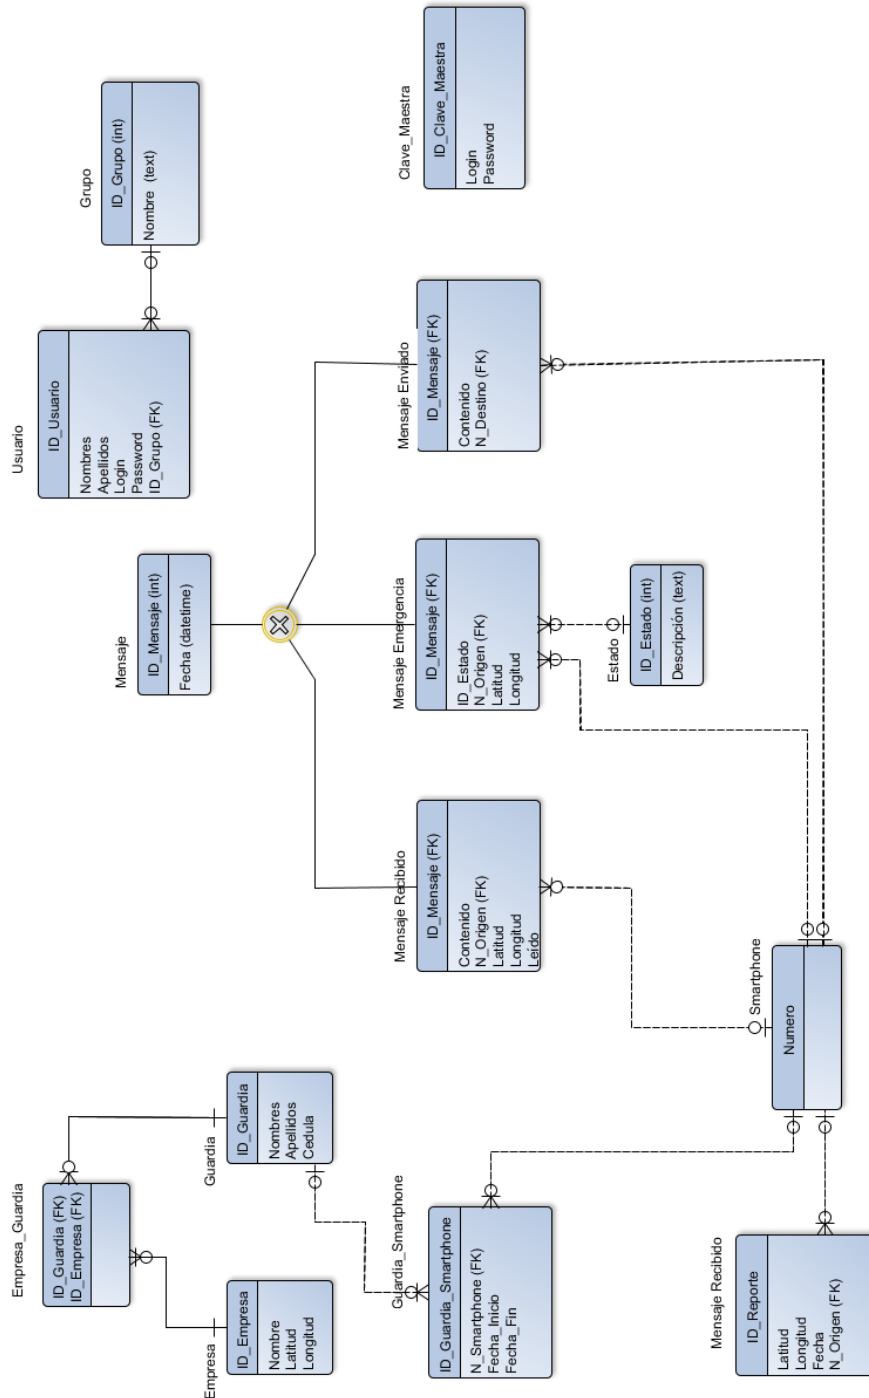 Grupo
ID_Grupo (int)
Nombre (text)
Usuario
ID_Usuario
Nombres
Apellidos
Login
Password
ID_Grupo (FK)
Clave_Maestra
ID_Clave_Maestra
Login
Password
Mensaje
ID_Mensaje (int)
Fecha (datetime)
Mensaje Enviado
ID_Mensaje (FK)
Contenido
N_Destino (FK)
Mensaje Emergencia
ID_Mensaje (FK)
ID_Estado
N_Origen (FK)
Latitud
Longitud
Estado
ID_Estado (int)
Descripción (text)
Mensaje Recibido
ID_Mensaje (FK)
Contenido
N_Origen (FK)
Latitud
Longitud
Leído
Smartphone
Numero
Empresa_Guardia
ID_Guardia (FK)
ID_Empresa (FK)
Guardia
ID_Guardia
Nombres
Apellidos
Cedula
Empresa
ID_Empresa
Nombre
Latitud
Longitud
Guardia_Smartphone
ID_Guardia_Smartphone
N_Smartphone (FK)
Fecha_Inicio
Fecha_Fin
Mensaje Recibido
ID_Reporte
Latitud
Longitud
Fecha
N_Origen (FK)